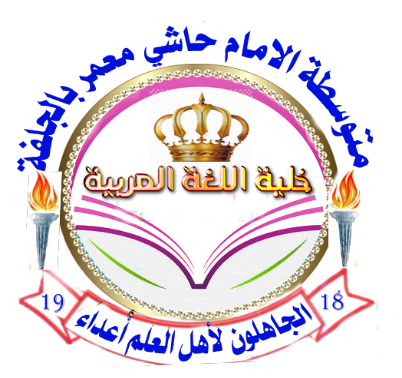 متوسطة الامام حاشي معمر بالجلفة
خلية اللغة العربية
19
18
الجاهلون لأهل العلم أعداء